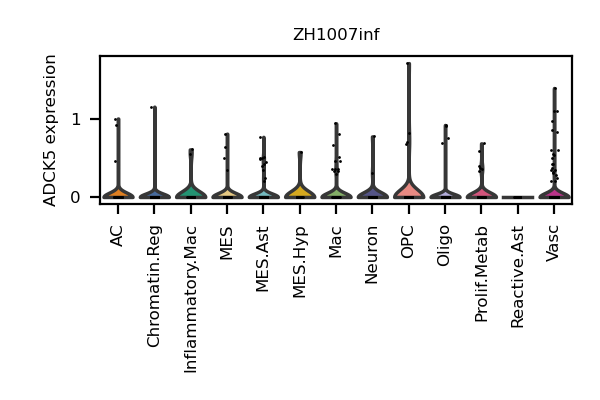 ZH1007inf
ADCK5 expression
1
0
AC
Chromatin.Reg
Inflammatory.Mac
MES
MES.Ast
MES.Hyp
Mac
Neuron
OPC
Oligo
Prolif.Metab
Reactive.Ast
Vasc